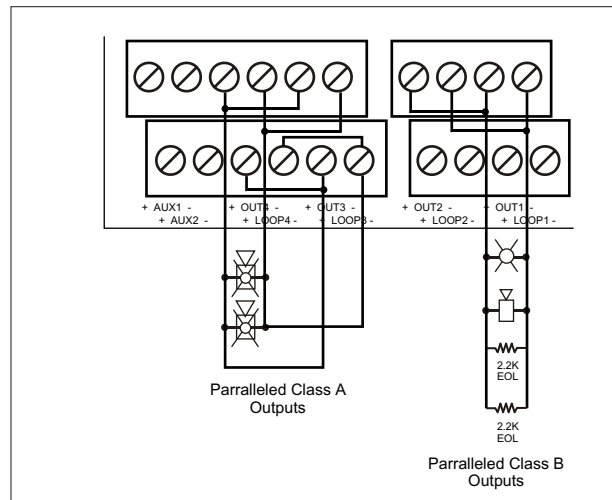 + AUX1 - + OUT4 - + OUT3 - + OUT2 - + OUT1 -
+ AUX2 - + LOOP4 - + LOOP3 - + LOOP2 - + LOOP1 -
2.2K
EOL
2.2K
EOL
Parralleled Class A
Outputs
Parralleled Class B
Outputs